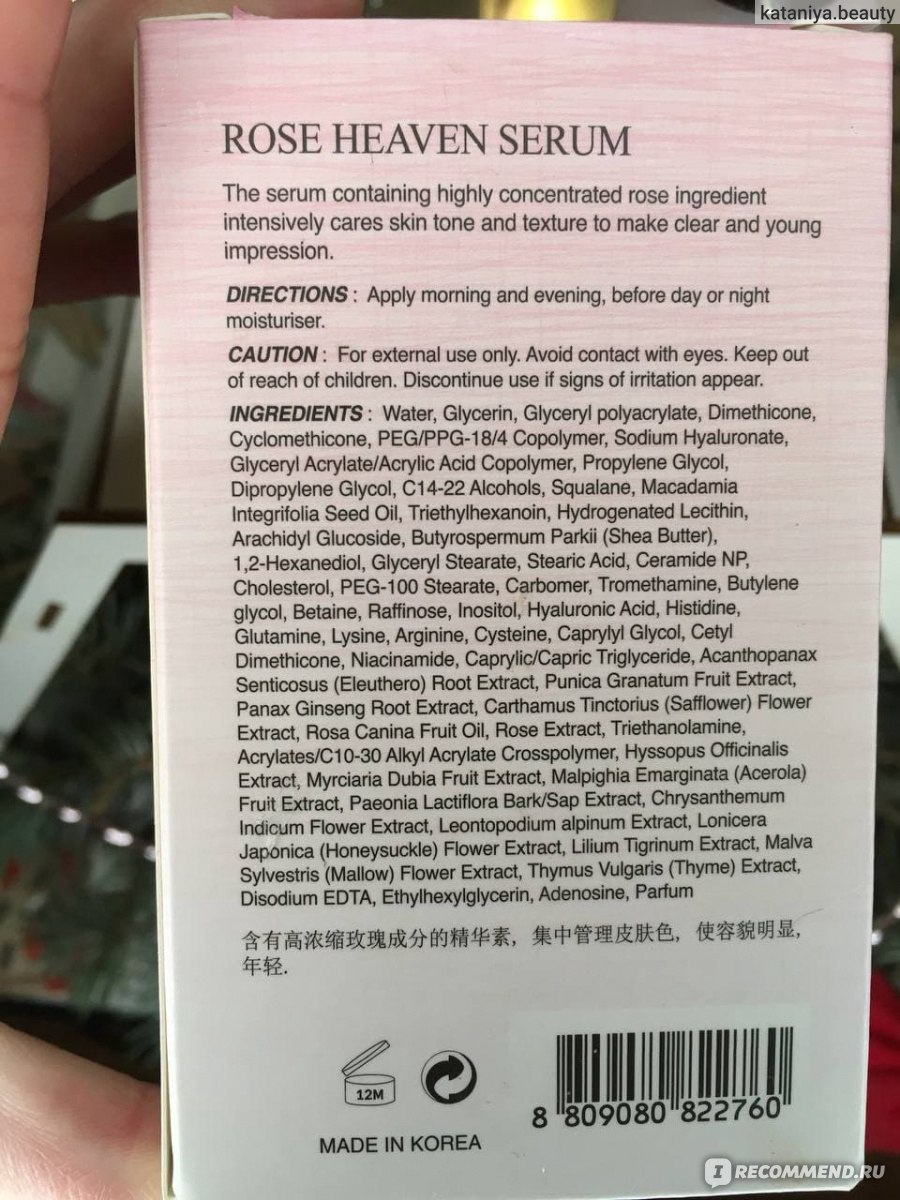 kataniya.beauty
ROSE HEAVEN SERUM
The serum containing highly concentrated rose ingredient
intensively cares skin tone and texture to make clear and young
impression.
DIRECTIONS : Apply morning and evening, before day or night
moisturiser.
CAUTION : For external use only. Avoid contact with eyes. Keep out
of reach of children. Discontinue use if signs of irritation appear.
INGREDIENTS : Water, Glycerin, Glyceryl polyacrylate, Dimethicone,
Cyclomethicone, PEG/PPG-18/4 Copolymer, Sodium Hyaluronate,
Glyceryl Acrylate/Acrylic Acid Copolymer, Propylene Glycol,
Dipropylene Glycol, C14-22 Alcohols, Squalane, Macadamia
Integrifolia Seed Oil, Triethylhexanoin, Hydrogenated Lecithin,
Arachidyl Glucoside, Butyrospermum Parkii (Shea Butter),
1,2-Hexanediol, Glyceryl Stearate, Stearic Acid, Ceramide NP,
Cholesterol, PEG-100 Stearate, Carbomer, Tromethamine, Butylene
glycol, Betaine, Raffinose, Inositol, Hyaluronic Acid, Histidine,
Glutamine, Lysine, Arginine, Cysteine, Caprylyl Glycol, Cetyl
Dimethicone, Niacinamide, Caprylic/Capric Triglyceride, Acanthopanax
Senticosus (Eleuthero) Root Extract, Punica Granatum Fruit Extract,
Panax Ginseng Root Extract, Carthamus Tinctorius (Safflower) Flower
Extract, Rosa Canina Fruit Oil, Rose Extract, Triethanolamine,
Acrylates/C10-30 Alkyl Acrylate Crosspolymer, Hyssopus Officinalis
Extract, Myrciaria Dubia Fruit Extract, Malpighia Emarginata (Acerola)
Fruit Extract, Paeonia Lactiflora Bark/Sap Extract, Chrysanthemum
Indicum Flower Extract, Leontopodium alpinum Extract, Lonicera
Japonica (Honeysuckle) Flower Extract, Lilium Tigrinum Extract, Malva
Sylvestris (Mallow) Flower Extract, Thymus Vulgaris (Thyme) Extract,
Disodium EDTA, Ethylhexylglycerin, Adenosine, Parfum
含有高浓缩玫瑰成分的精华素, 集中管理皮肤色, 使容貌明显,
年轻.
12M
8 809080 822760
MADE IN KOREA
IRECOMMEND.RU